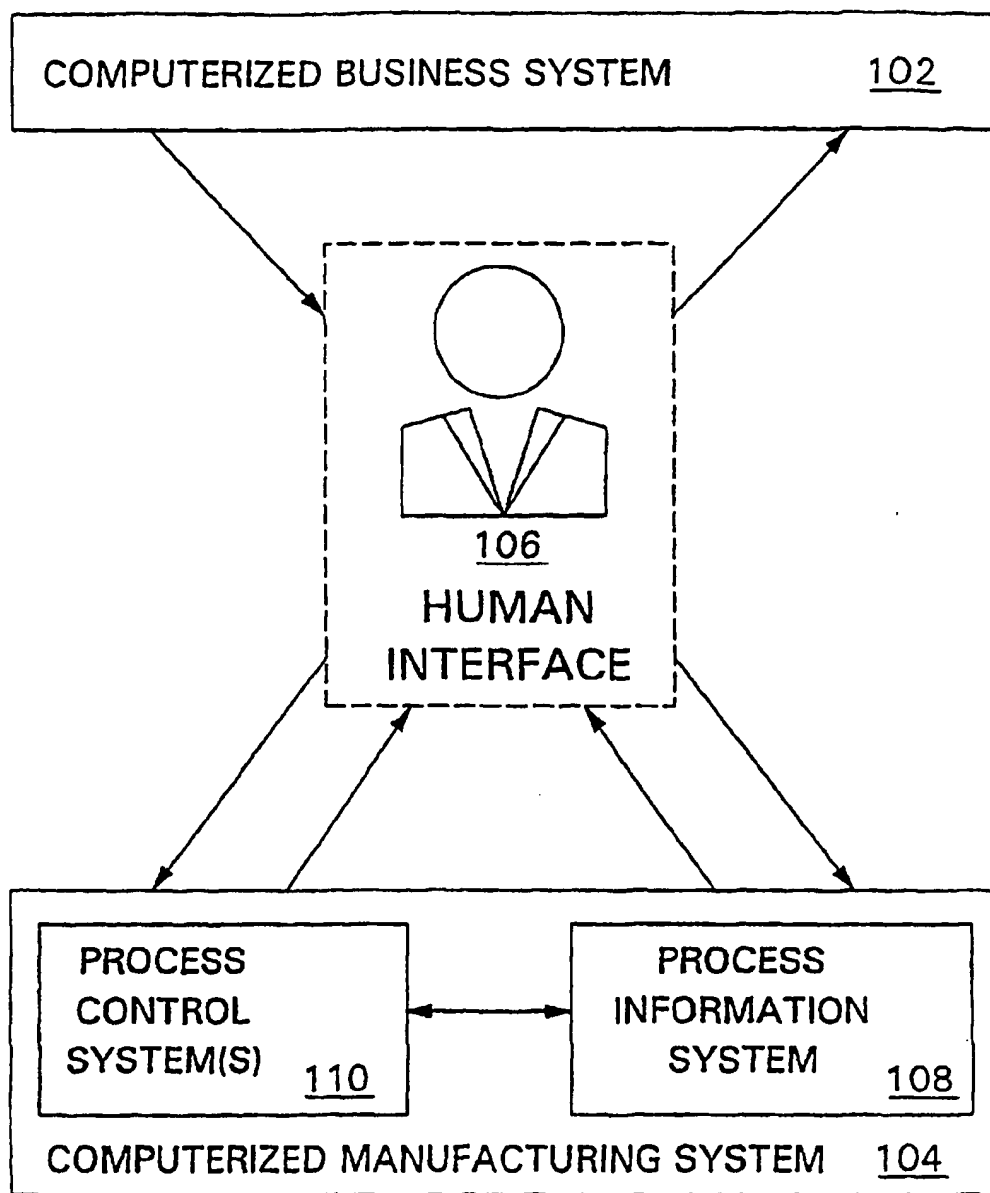 COMPUTERIZED BUSINESS SYSTEM 102
106
HUMAN
INTERFACE
PROCESS
CONTROL
SYSTEM(S)
110
PROCESS
INFORMATION
SYSTEM
108
COMPUTERIZED MANUFACTURING SYSTEM 104